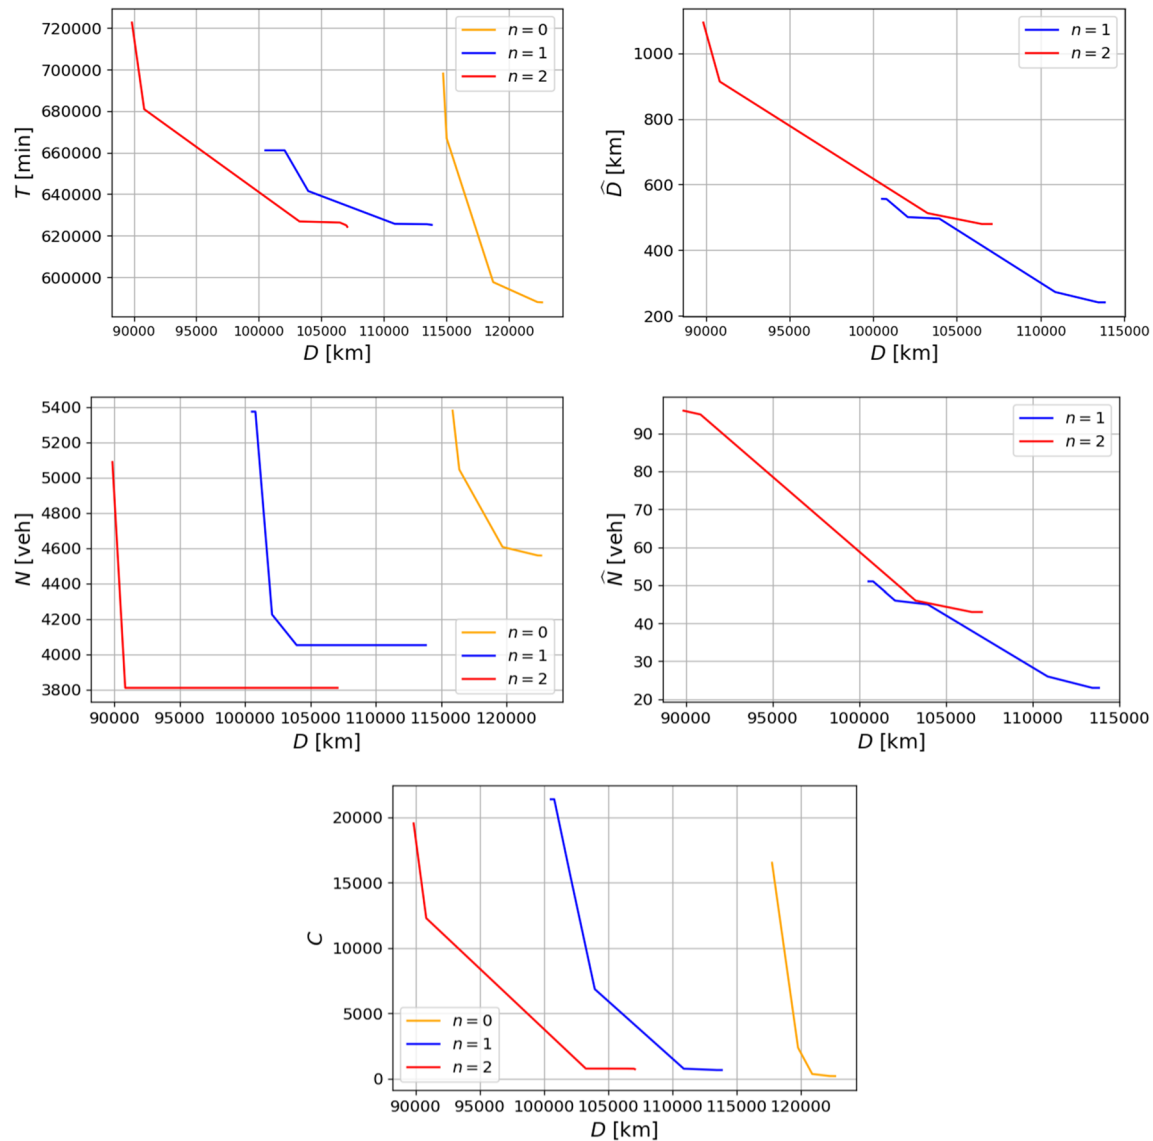 720000
700000
680000
660000
640000
620000
600000
T [min]
90000 95000 100000 105000 110000 115000 120000
D [km]
n = 0
n = 1
n = 2
1000
800
600
400
200
D̂ [km]
90000 95000 100000 105000 110000 115000
D [km]
n = 1
n = 2
5400
5200
5000
4800
4600
4400
4200
4000
3800
N [veh]
90000 95000 100000 105000 110000 115000 120000
D [km]
n = 0
n = 1
n = 2
90
80
70
60
50
40
30
20
N̂ [veh]
90000 95000 100000 105000 110000 115000
D [km]
n = 1
n = 2
20000
15000
10000
5000
0
C
90000 95000 100000 105000 110000 115000 120000
D [km]
n = 0
n = 1
n = 2